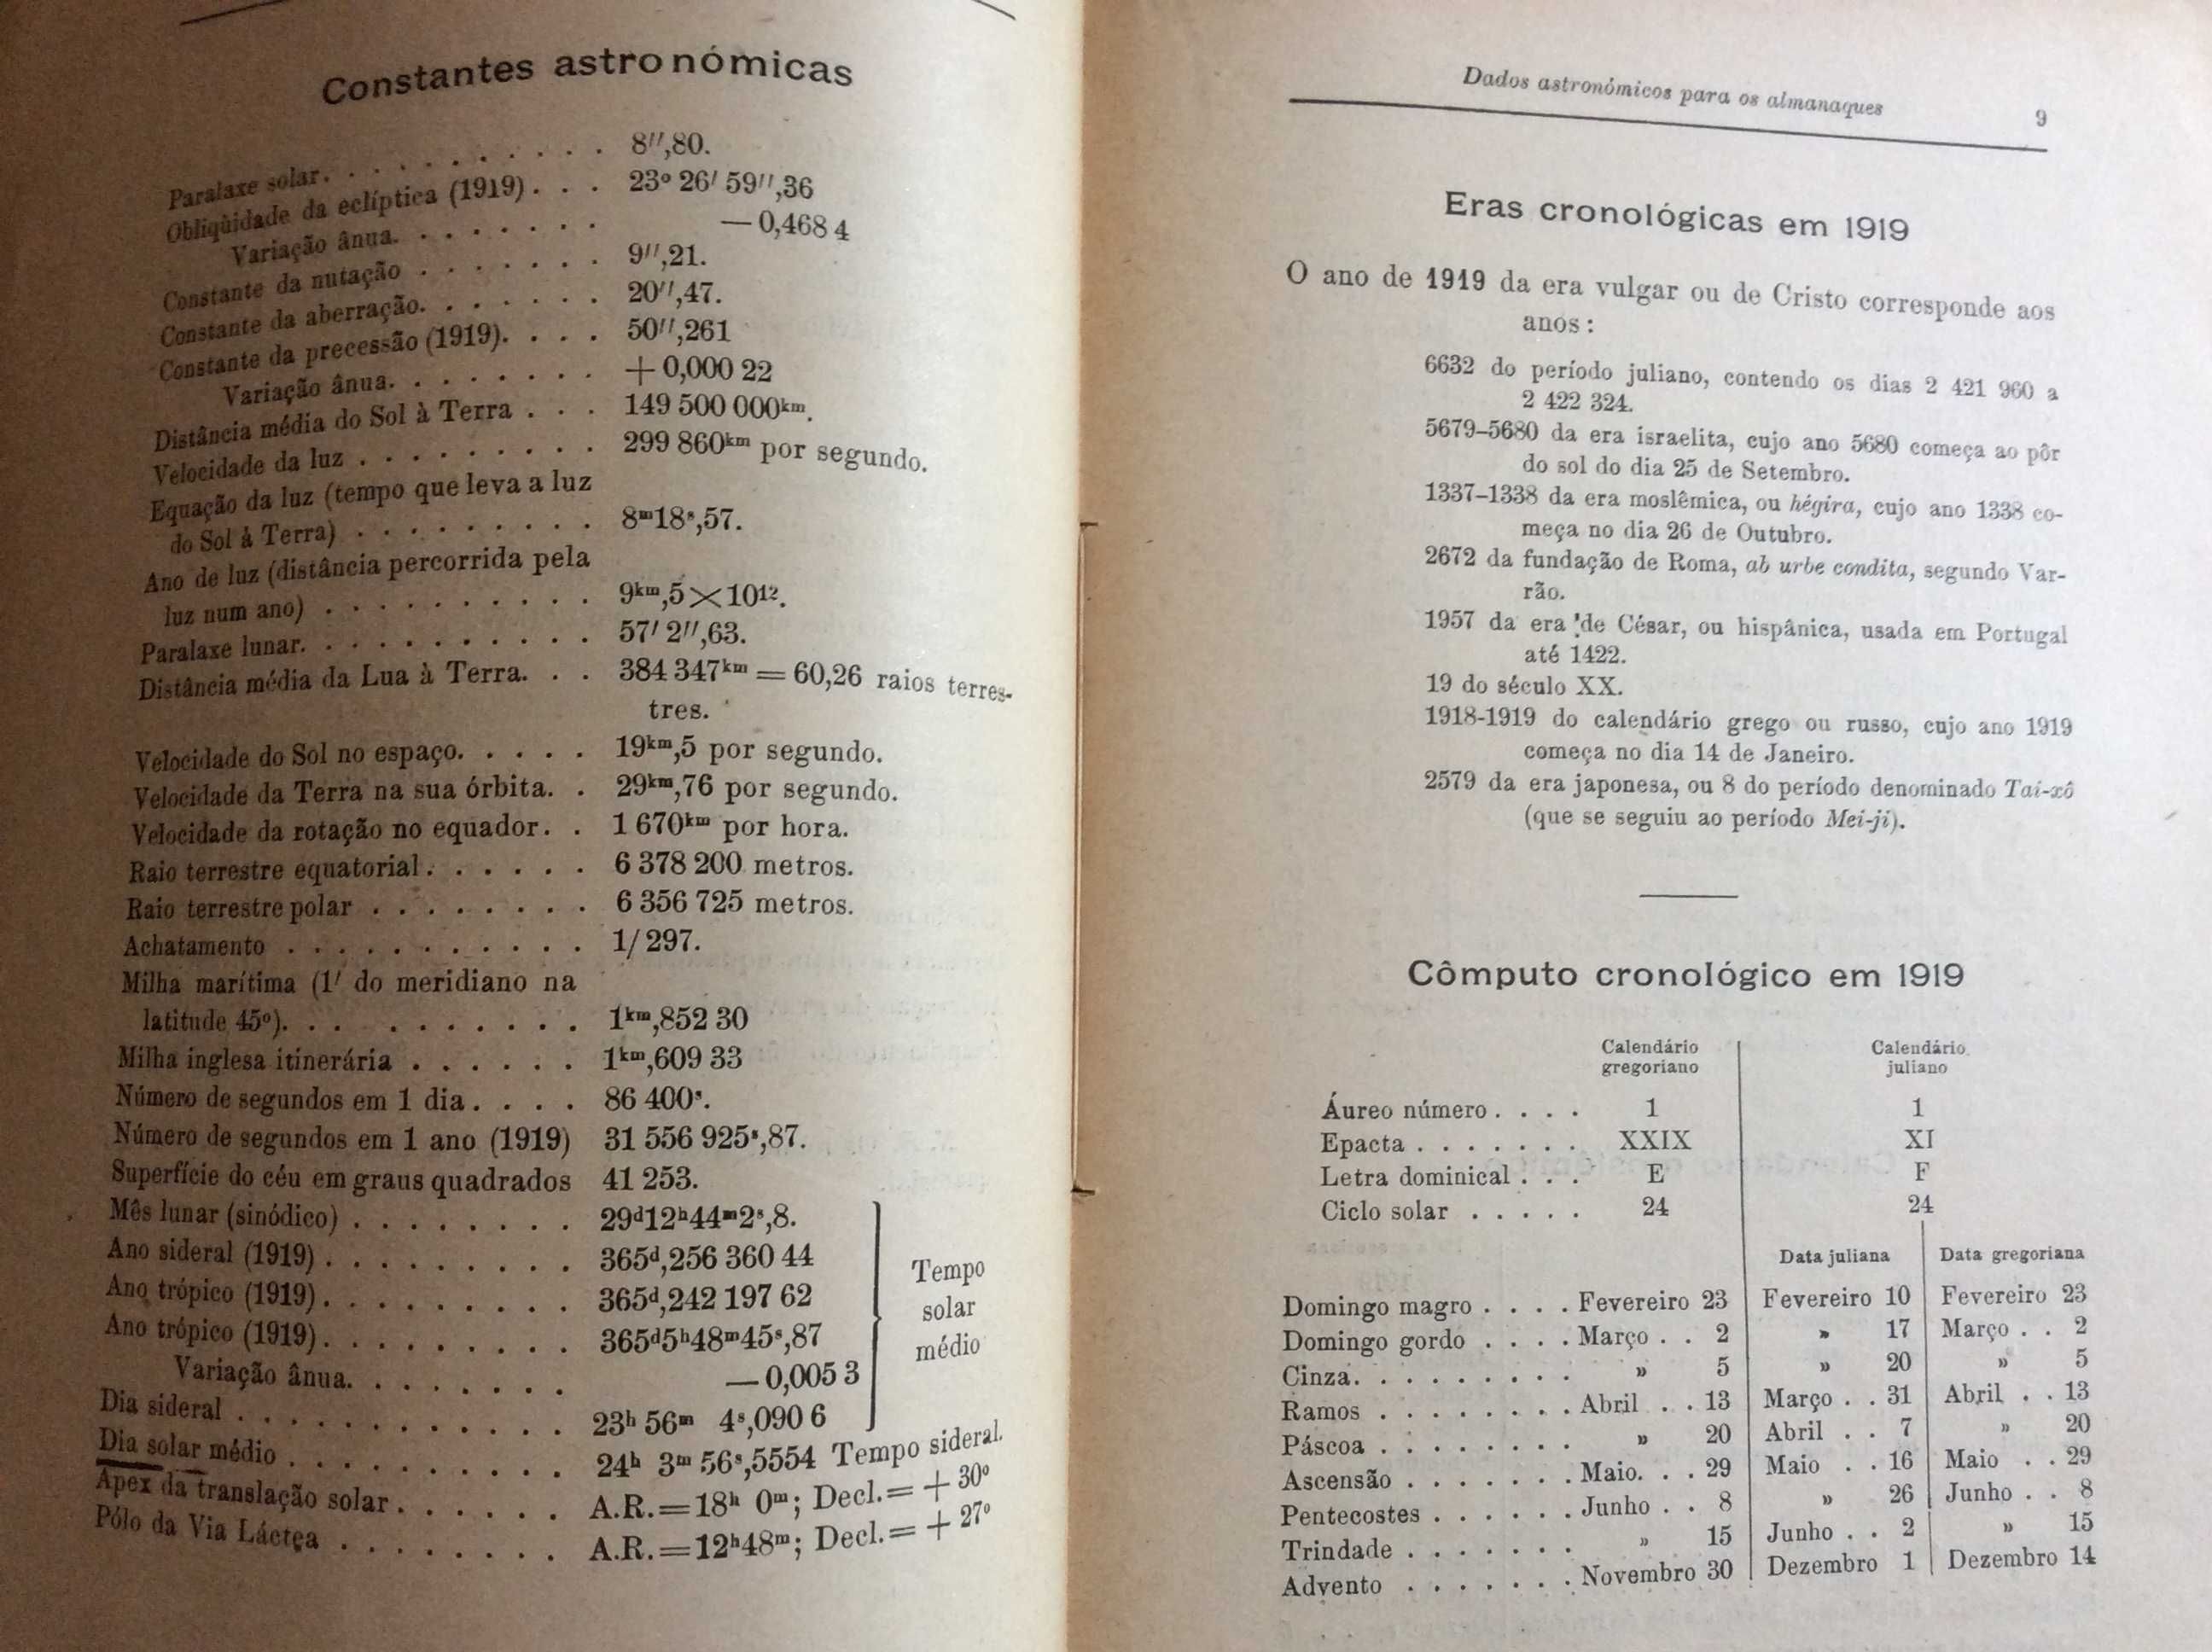 Constantes astronómicas
Paralaxe solar. . . . . . . . . . 8′′,80.
Obliqùidade da eclíptica (1919) . . . 23º 26′ 59′′,36
Variação ânua. . . . . . . . — 0,468 4
Constante da nutação . . . . . . . 9′′,21.
Constante da aberração. . . . . . . 20′′,47.
Constante da precessão (1919). . . . 50′′,261
Variação ânua. . . . . . . . + 0,000 22
Distância média do Sol à Terra . . . 149 500 000km.
Velocidade da luz . . . . . . . . . 299 860km por segundo.
Equação da luz (tempo que leva a luz
do Sol à Terra) . . . . . . . . . 8m18s,57.
Ano de luz (distância percorrida pela
luz num ano) . . . . . . . . . . 9km,5×10¹².
Paralaxe lunar. . . . . . . . . . . 57′ 2′′,63.
Distância média da Lua à Terra. . . 384 347km = 60,26 raios terres-
tres.
Velocidade do Sol no espaço. . . . . 19km,5 por segundo.
Velocidade da Terra na sua órbita. . 29km,76 por segundo.
Velocidade da rotação no equador. . 1 670km por hora.
Raio terrestre equatorial. . . . . . 6 378 200 metros.
Raio terrestre polar . . . . . . . . 6 356 725 metros.
Achatamento . . . . . . . . . . . 1/297.
Milha marítima (1′ do meridiano na
latitude 45º). . . . . . . . . . 1km,852 30
Milha inglesa itinerária . . . . . . 1km,609 33
Número de segundos em 1 dia. . . . 86 400s.
Número de segundos em 1 ano (1919) 31 556 925s,87.
Superfície do céu em graus quadrados 41 253.
Mês lunar (sinódico) . . . . . . . . 29d12h44m2s,8.
Ano sideral (1919) . . . . . . . . . 365d,256 360 44
Ano trópico (1919). . . . . . . . . 365d,242 197 62
Ano trópico (1919). . . . . . . . . 365d5h48m45s,87
Variação ânua. . . . . . . . — 0,005 3
Dia sideral . . . . . . . . . . . . 23h 56m 4s,090 6
Tempo
solar
médio
Dia solar médio . . . . . . . . . . 24h 3m 56s,5554 Tempo sideral.
Apex da translação solar . . . . . . A.R.=18h 0m; Decl.= + 30º
Pólo da Via Láctea . . . . . . . . A.R.=12h48m; Decl.= + 27º
Dados astronómicos para os almanaques 9
Eras cronológicas em 1919
O ano de 1919 da era vulgar ou de Cristo corresponde aos
anos:
6632 do período juliano, contendo os dias 2 421 960 a
2 422 324.
5679–5680 da era israelita, cujo ano 5680 começa ao pôr
do sol do dia 25 de Setembro.
1337–1338 da era moslêmica, ou hégira, cujo ano 1338 co-
meça no dia 26 de Outubro.
2672 da fundação de Roma, ab urbe condita, segundo Var-
rão.
1957 da era de César, ou hispânica, usada em Portugal
até 1422.
19 do século XX.
1918-1919 do calendário grego ou russo, cujo ano 1919
começa no dia 14 de Janeiro.
2579 da era japonesa, ou 8 do período denominado Tai-xô
(que se seguiu ao período Mei-ji).
Cômputo cronológico em 1919
Calendário gregoriano Calendário juliano
Áureo número . . . . 1 1
Epacta . . . . . . . XXIX XI
Letra dominical . . . E F
Ciclo solar . . . . . 24 24
Data juliana Data gregoriana
Domingo magro . . . . Fevereiro 23 Fevereiro 10 Fevereiro 23
Domingo gordo . . . . Março . . 2 » 17 Março . . 2
Cinza. . . . . . . . . » 5 » 20 » 5
Ramos . . . . . . . . Abril . . 13 Março . . 31 Abril . . 13
Páscoa . . . . . . . . » 20 Abril . . 7 » 20
Ascensão . . . . . . . Maio. . . 29 Maio . . 16 Maio . . 29
Pentecostes . . . . . . Junho . . 8 » 26 Junho . . 8
Trindade . . . . . . . » 15 Junho . . 2 » 15
Advento . . . . . . . Novembro 30 Dezembro 1 Dezembro 14